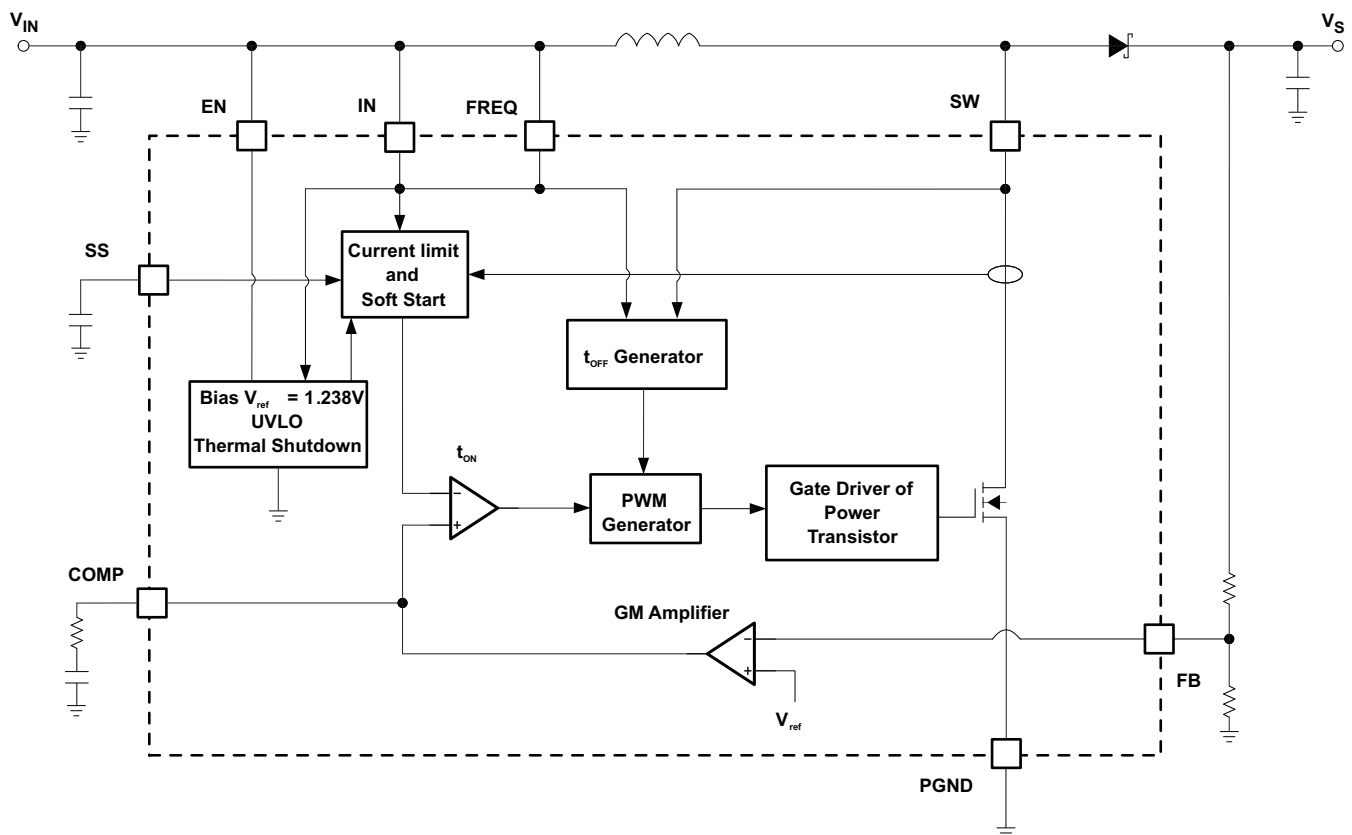 VIN
VS
EN
IN
FREQ
SW
SS
Current limit
and
Soft Start
tOFF Generator
Bias Vref = 1.238V
UVLO
Thermal Shutdown
tON
−
+
PWM
Generator
Gate Driver of
Power
Transistor
COMP
GM Amplifier
−
+
Vref
FB
PGND